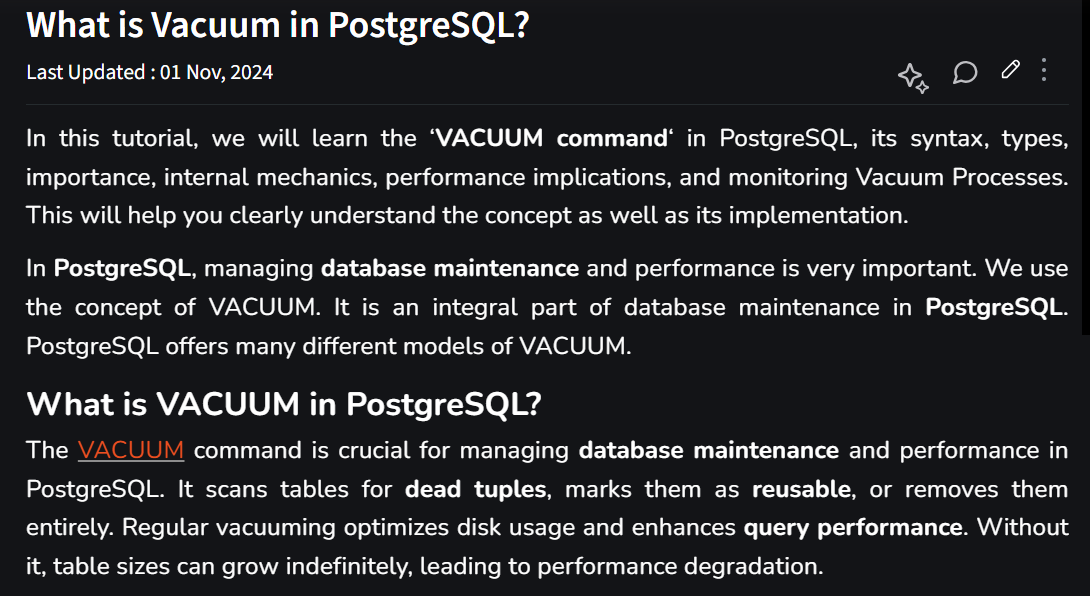 What is Vacuum in PostgreSQL?
Last Updated : 01 Nov, 2024
In this tutorial, we will learn the ‘VACUUM command‘ in PostgreSQL, its syntax, types,
importance, internal mechanics, performance implications, and monitoring Vacuum Processes.
This will help you clearly understand the concept as well as its implementation.
In PostgreSQL, managing database maintenance and performance is very important. We use
the concept of VACUUM. It is an integral part of database maintenance in PostgreSQL.
PostgreSQL offers many different models of VACUUM.
What is VACUUM in PostgreSQL?
The VACUUM command is crucial for managing database maintenance and performance in
PostgreSQL. It scans tables for dead tuples, marks them as reusable, or removes them
entirely. Regular vacuuming optimizes disk usage and enhances query performance. Without
it, table sizes can grow indefinitely, leading to performance degradation.